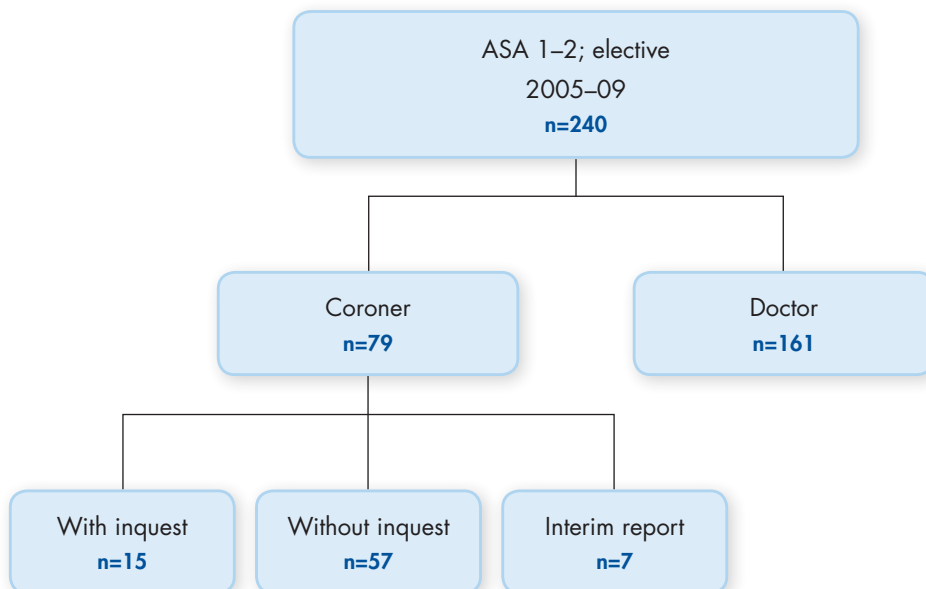 ASA 1–2; elective
2005–09
n=240
Coroner
n=79
Doctor
n=161
With inquest
n=15
Without inquest
n=57
Interim report
n=7